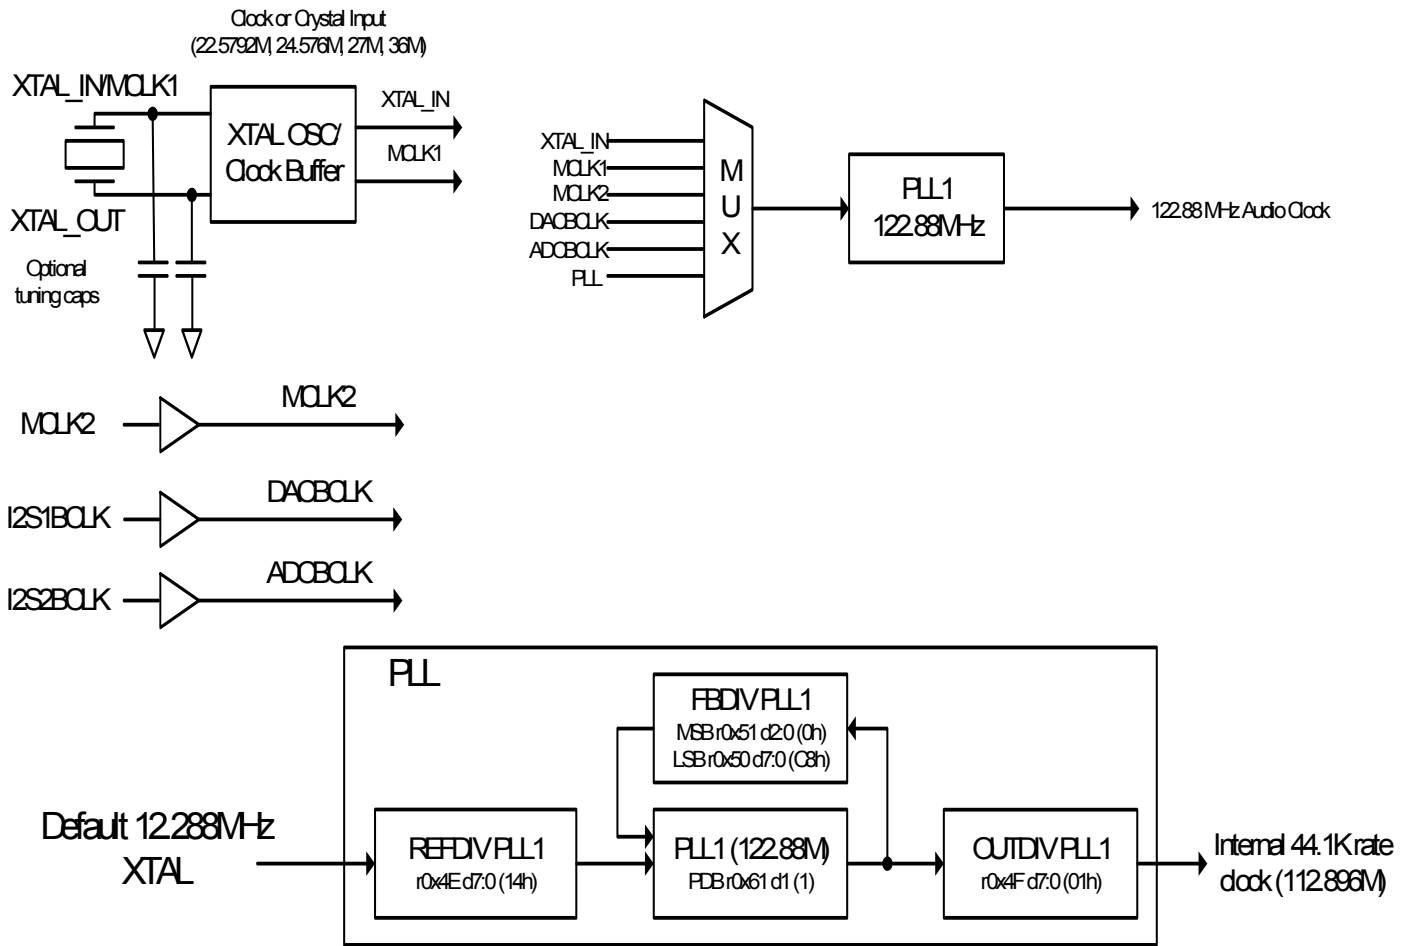 Clock or Crystal Input
(22.5792M, 24.576M, 27M, 36M)
XTAL_IN/MCLK1
XTAL OSC/
Clock Buffer
XTAL_IN
MCLK1
XTAL_OUT
Optional
tuning caps
XTAL_IN
MCLK1
MCLK2
DACBCLK
ADCBCLK
PLL
M
U
X
PLL1
122.88MHz
122.88 MHz Audio Clock
MCLK2
MCLK2
I2S1BCLK
DACBCLK
I2S2BCLK
ADCBCLK
PLL
FBDIV PLL1
MSB r0x51 d2:0 (0h)
LSB r0x50 d7:0 (C8h)
Default 12.288MHz
XTAL
REFDIV PLL1
r0x4E d7:0 (14h)
PLL1 (122.88M)
PDB r0x61 d1 (1)
OUTDIV PLL1
r0x4F d7:0 (01h)
Internal 44.1K rate
clock (112.896M)